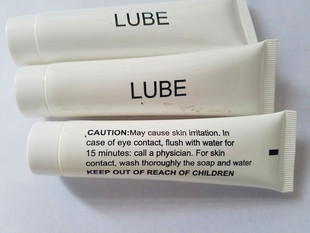 LUBE
LUBE
CAUTION:May cause skin irritation. In
case of eye contact, flush with water for
15 minutes: call a physician. For skin
contact, wash thoroughly the soap and water
KEEP OUT OF REACH OF CHILDREN